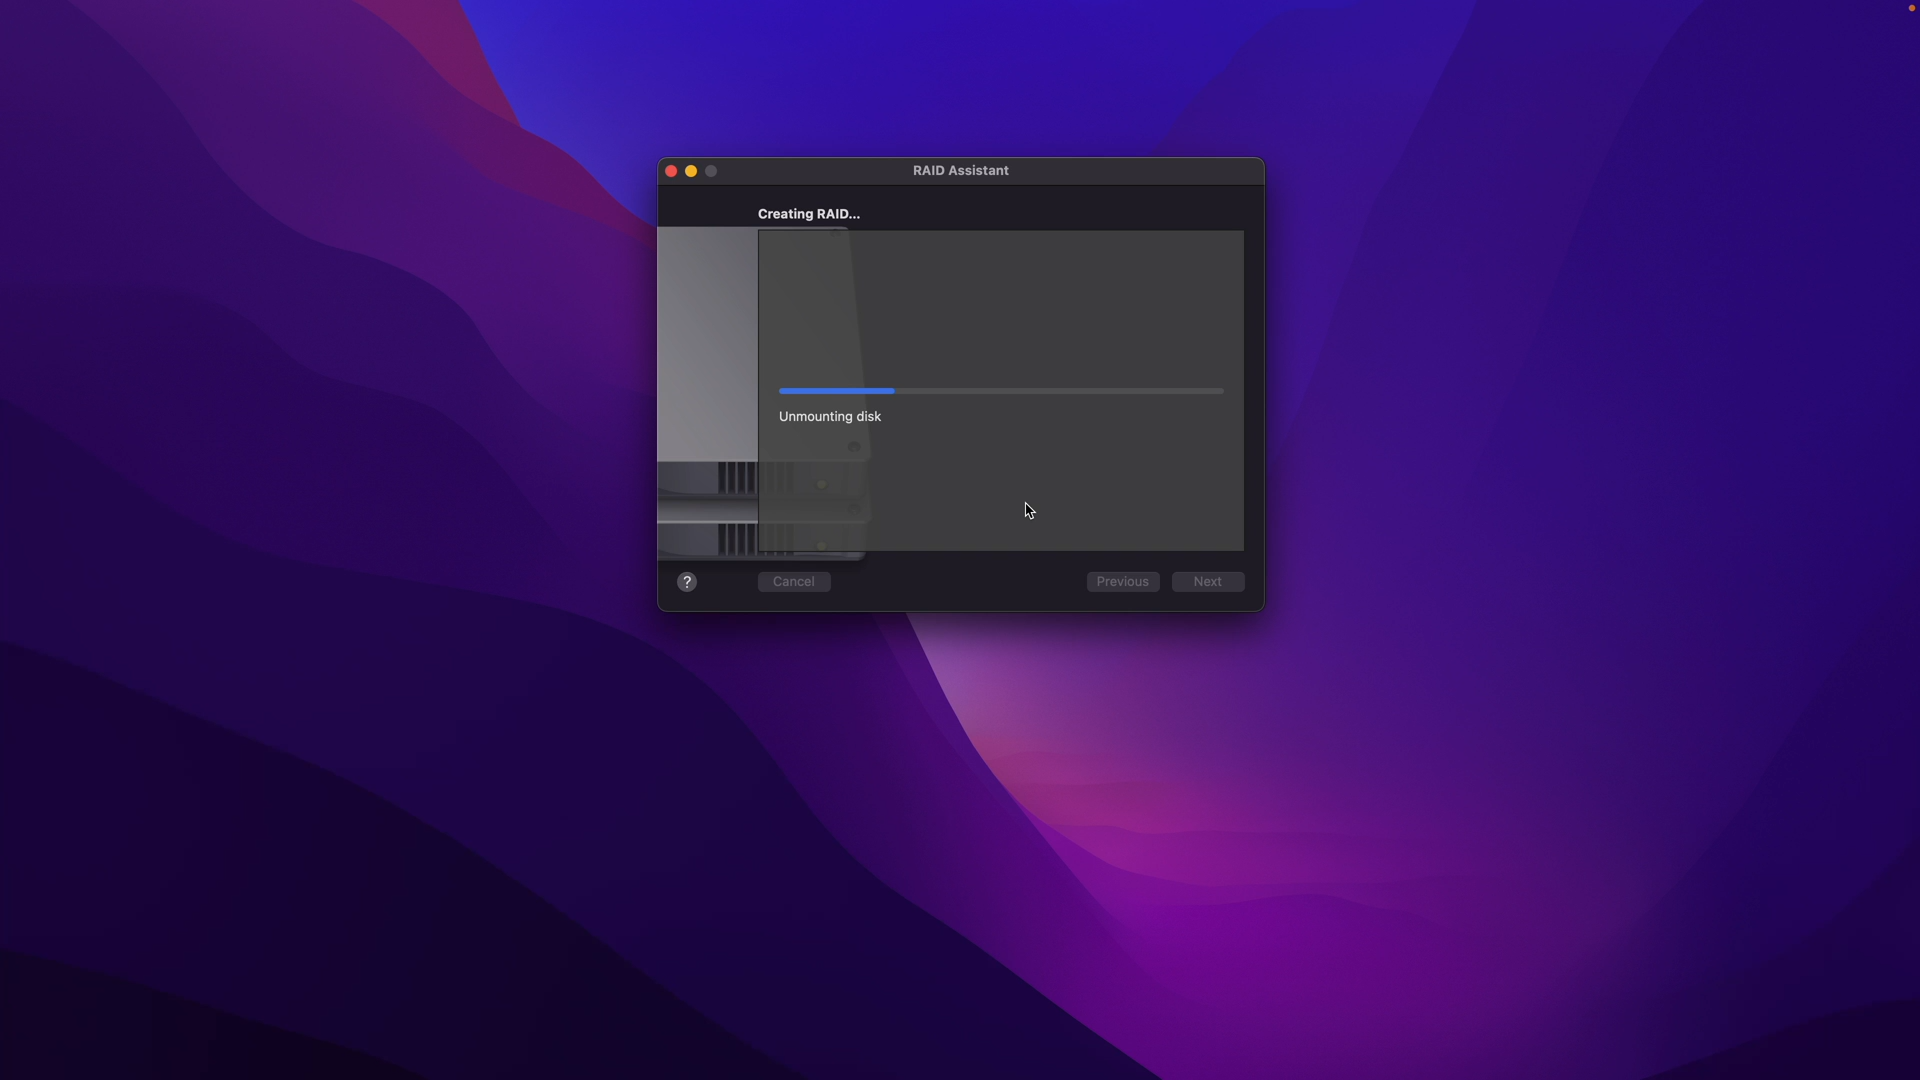 RAID Assistant
Creating RAID...
Unmounting disk
?
Cancel
Previous
Next